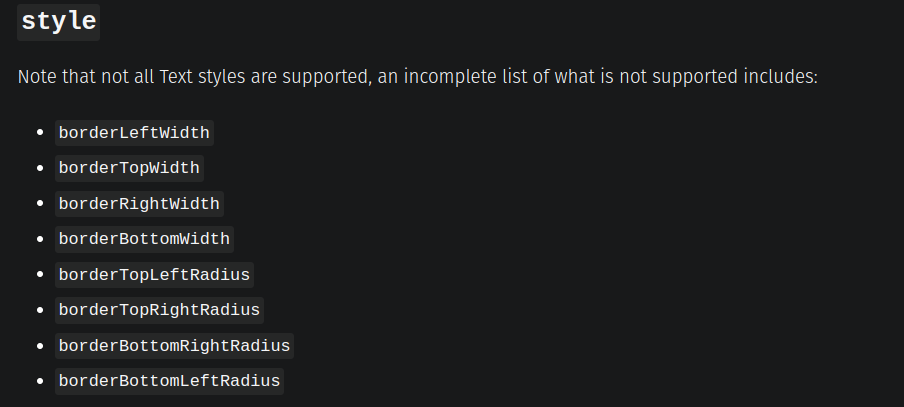 style
Note that not all Text styles are supported, an incomplete list of what is not supported includes:
borderLeftWidth
borderTopWidth
borderRightWidth
borderBottomWidth
borderTopLeftRadius
borderTopRightRadius
borderBottomRightRadius
borderBottomLeftRadius